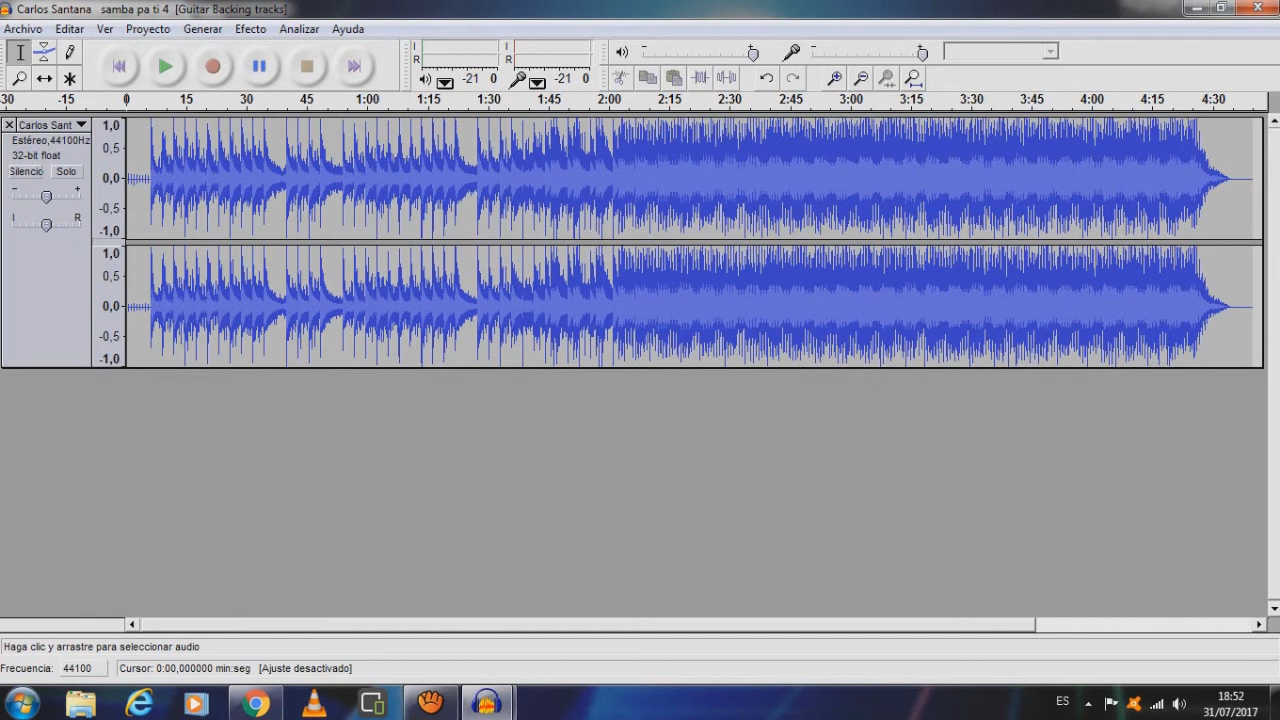 Carlos Santana samba pa ti 4 [Guitar Backing tracks]
Archivo Editar Ver Proyecto Generar Efecto Analizar Ayuda
I
R
-21 0
I
R
-21 0
-30 -15 0 15 30 45 1:00 1:15 1:30 1:45 2:00 2:15 2:30 2:45 3:00 3:15 3:30 3:45 4:00 4:15 4:30
Carlos Sant
Estéreo,44100Hz
32-bit float
Silencio Solo
- +
I R
1,0
0,5
0,0
-0,5
-1,0
1,0
0,5
0,0
-0,5
-1,0
Haga clic y arrastre para seleccionar audio
Frecuencia: 44100 Cursor: 0:00,000000 min:seg [Ajuste desactivado]
ES
18:52
31/07/2017